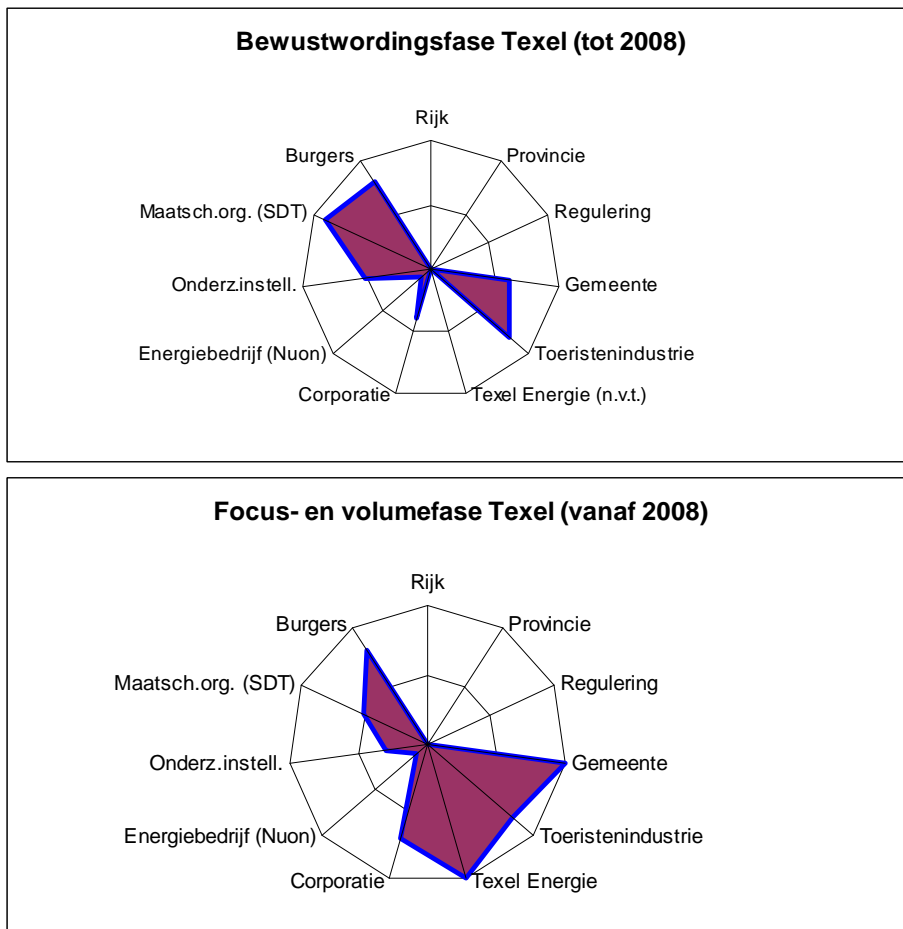 Bewustwordingsfase Texel (tot 2008)
Rijk
Provincie
Regulering
Gemeente
Toeristenindustrie
Texel Energie (n.v.t.)
Corporatie
Energiebedrijf (Nuon)
Onderz.instell.
Maatsch.org. (SDT)
Burgers
Focus- en volumefase Texel (vanaf 2008)
Rijk
Provincie
Regulering
Gemeente
Toeristenindustrie
Texel Energie
Corporatie
Energiebedrijf (Nuon)
Onderz.instell.
Maatsch.org. (SDT)
Burgers